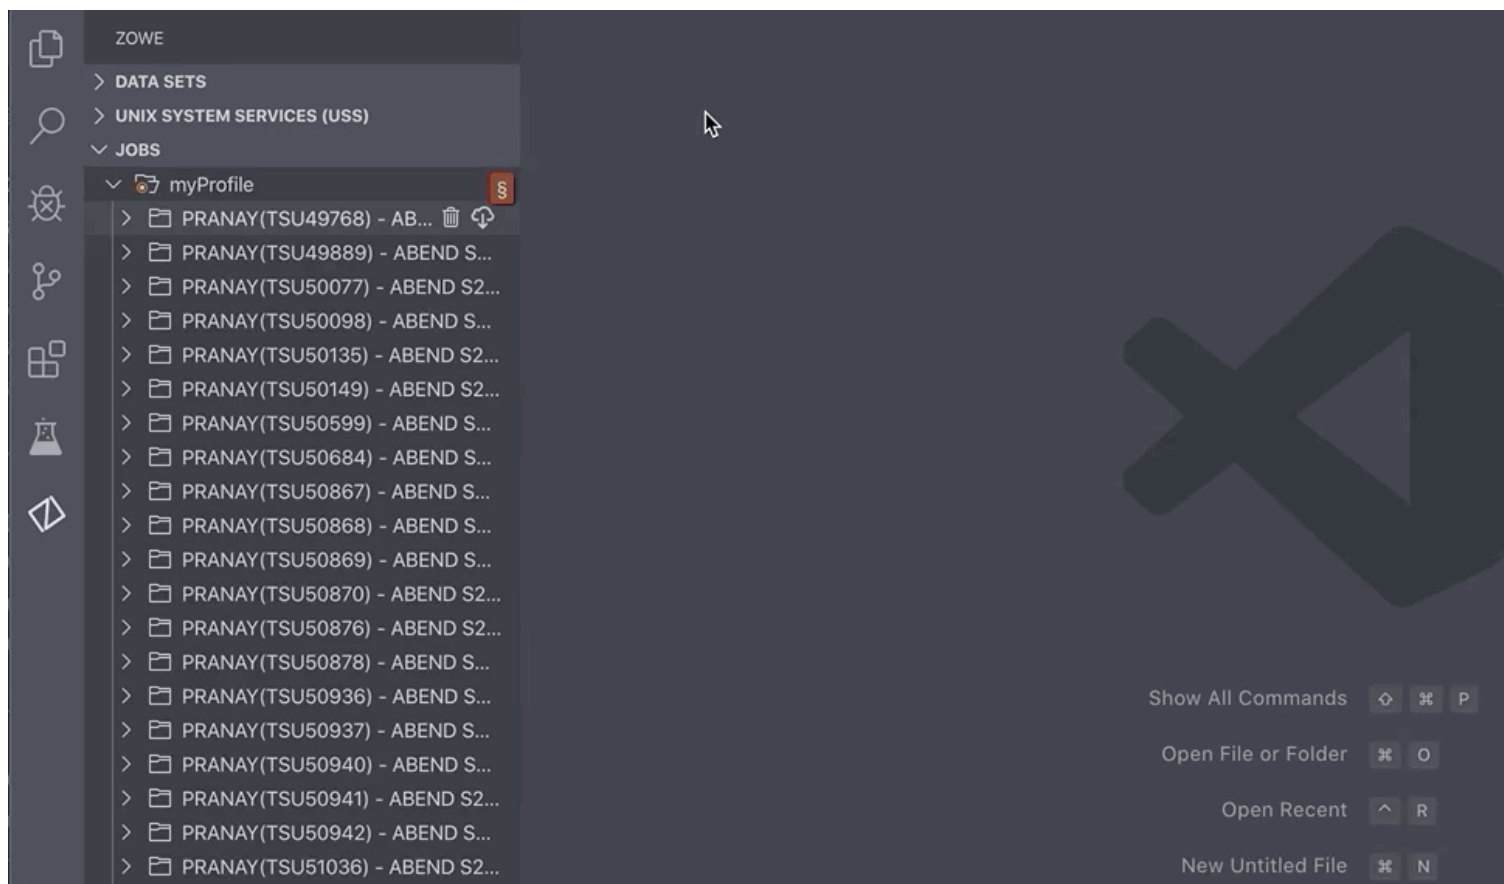 ZOWE
DATA SETS
UNIX SYSTEM SERVICES (USS)
JOBS
myProfile §
PRANAY(TSU49768) - AB...
PRANAY(TSU49889) - ABEND S...
PRANAY(TSU50077) - ABEND S2...
PRANAY(TSU50098) - ABEND S...
PRANAY(TSU50135) - ABEND S2...
PRANAY(TSU50149) - ABEND S2...
PRANAY(TSU50599) - ABEND S...
PRANAY(TSU50684) - ABEND S...
PRANAY(TSU50867) - ABEND S...
PRANAY(TSU50868) - ABEND S...
PRANAY(TSU50869) - ABEND S...
PRANAY(TSU50870) - ABEND S2...
PRANAY(TSU50876) - ABEND S2...
PRANAY(TSU50878) - ABEND S...
PRANAY(TSU50936) - ABEND S...
PRANAY(TSU50937) - ABEND S...
PRANAY(TSU50940) - ABEND S...
PRANAY(TSU50941) - ABEND S2...
PRANAY(TSU50942) - ABEND S...
PRANAY(TSU51036) - ABEND S2...
Show All Commands ⇧ ⌘ P
Open File or Folder ⌘ O
Open Recent ^ R
New Untitled File ⌘ N